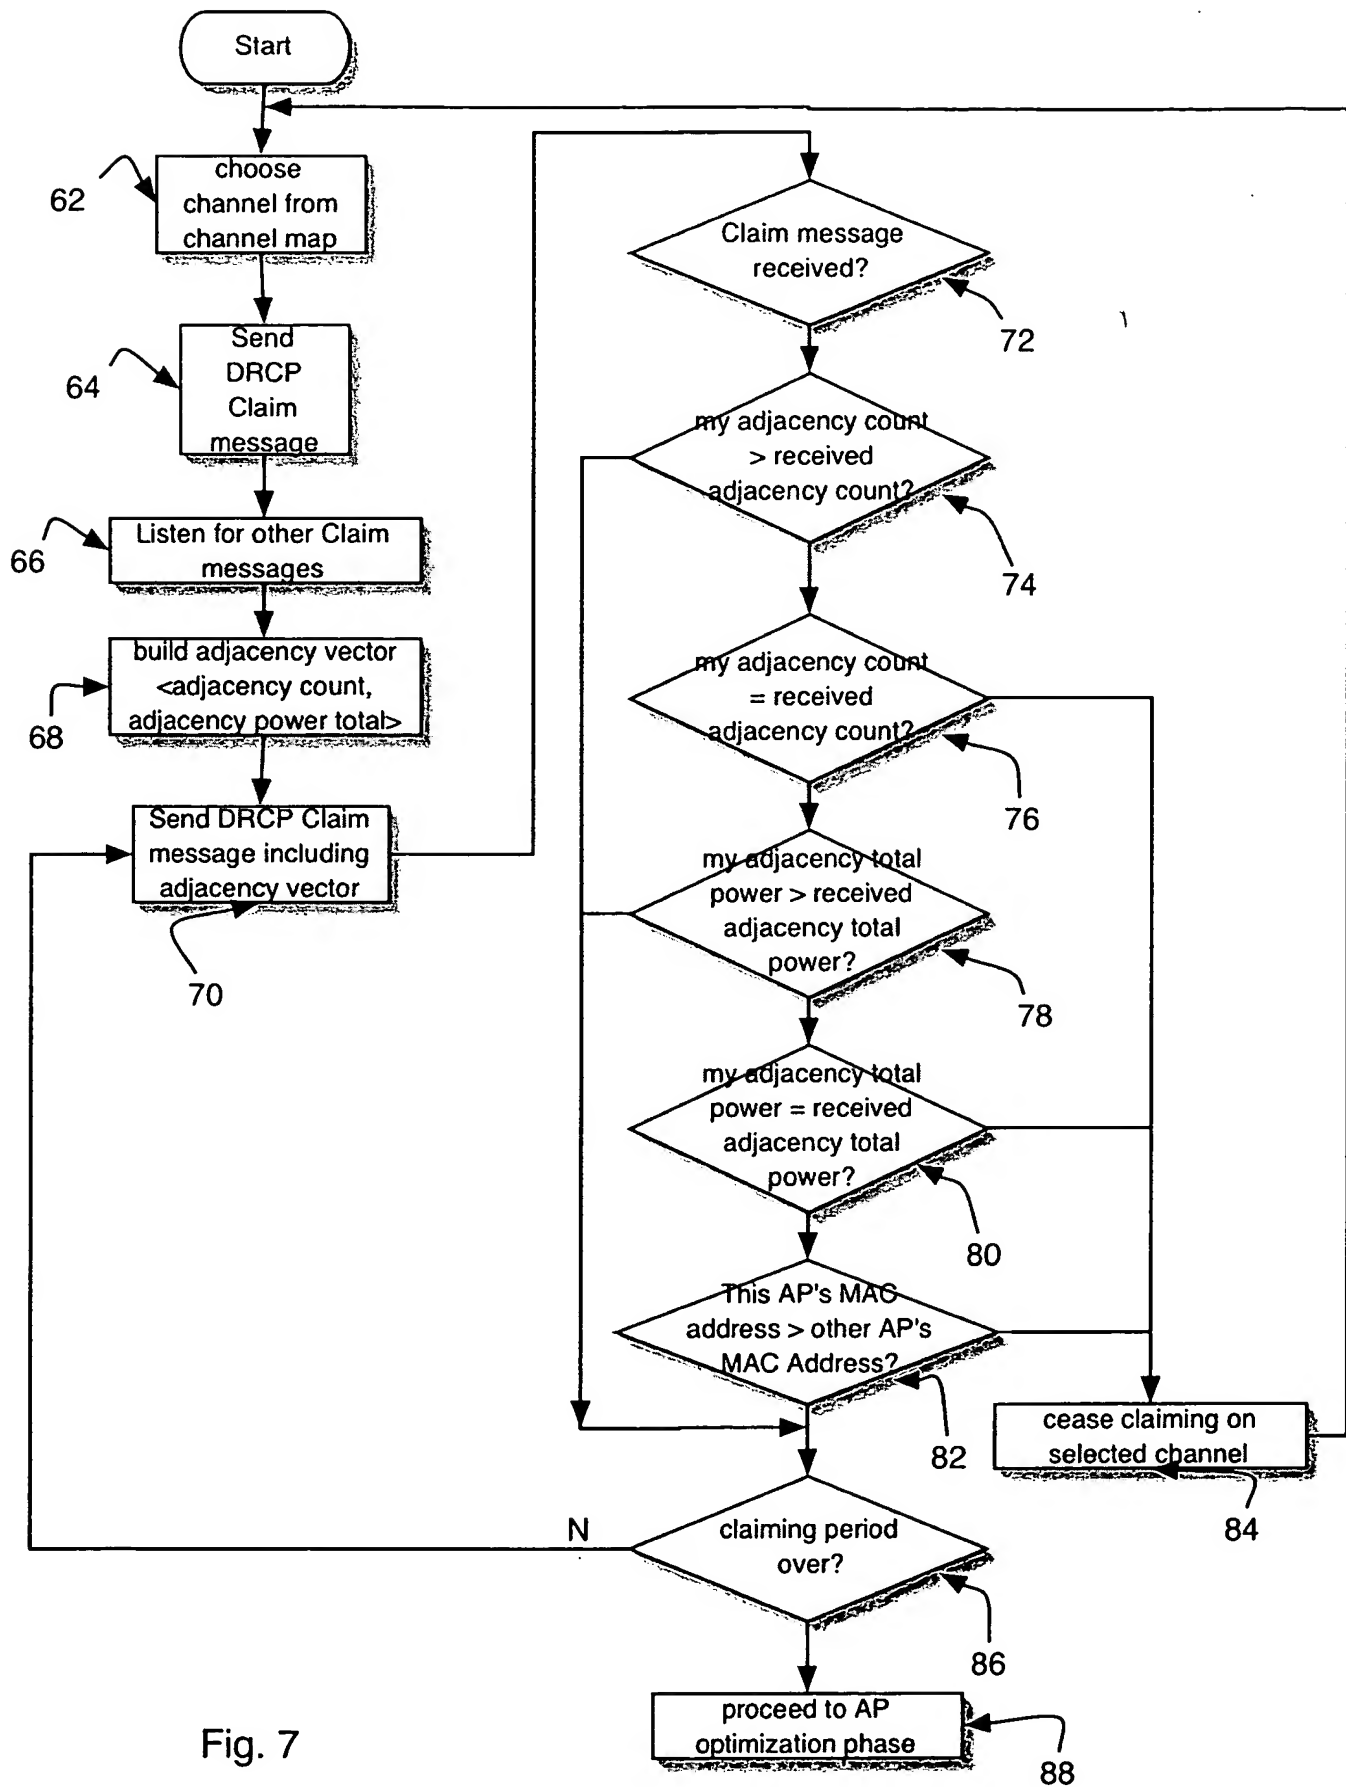 Start
choose
channel from
channel map
62
Send
DRCP
Claim
message
64
Listen for other Claim
messages
66
build adjacency vector
<adjacency count,
adjacency power total>
68
Send DRCP Claim
message including
adjacency vector
70
Claim message
received?
72
my adjacency count
> received
adjacency count?
74
my adjacency count
= received
adjacency count?
76
my adjacency total
power > received
adjacency total
power?
78
my adjacency total
power = received
adjacency total
power?
80
This AP's MAC
address > other AP's
MAC Address?
82
cease claiming on
selected channel
84
N
claiming period
over?
86
proceed to AP
optimization phase
88
Fig. 7